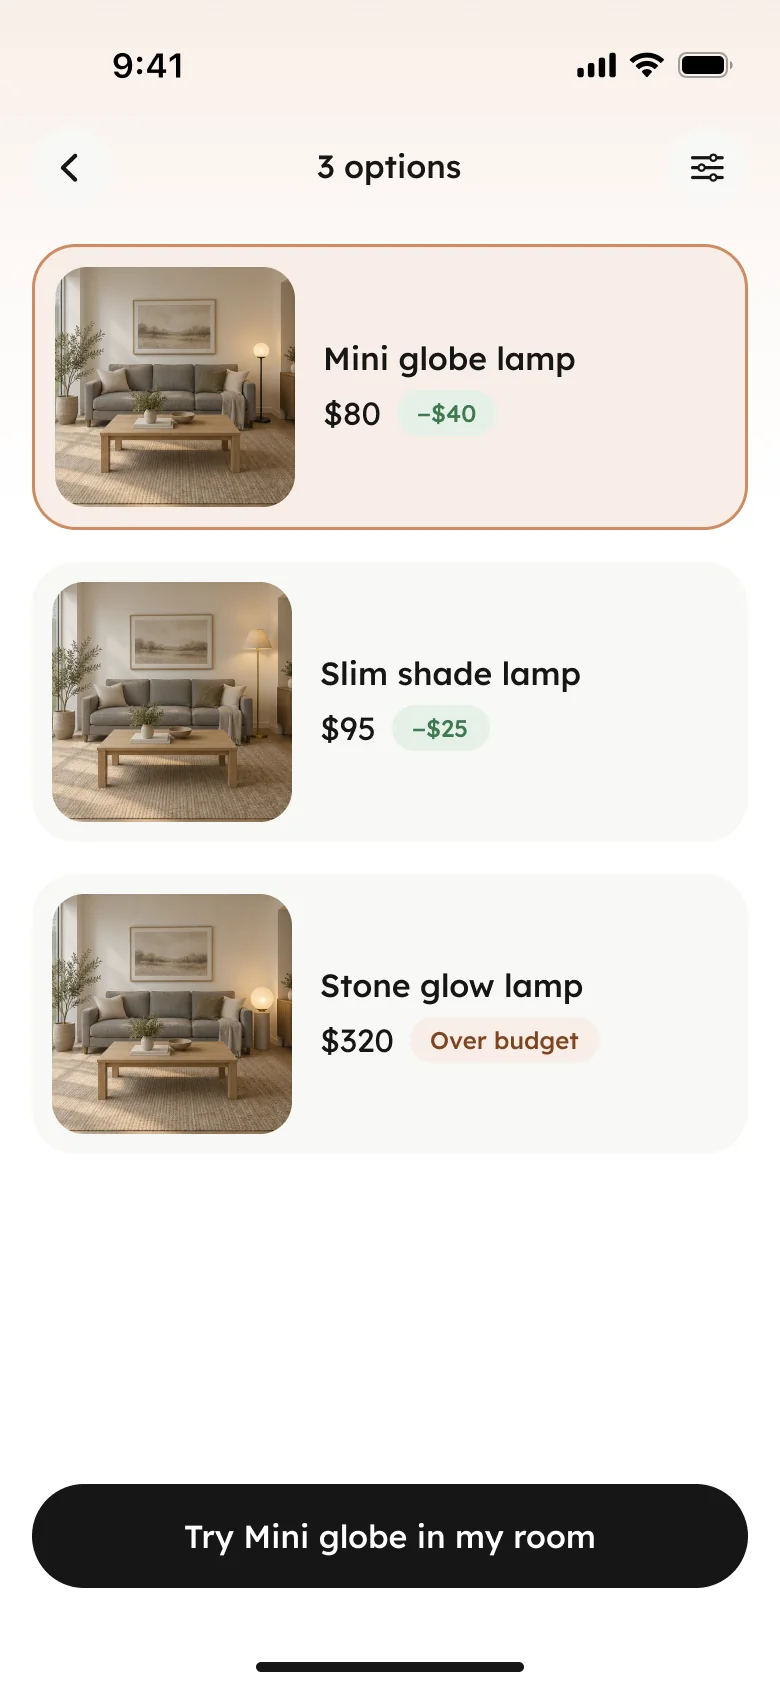 9:41
3 options
Mini globe lamp
$80 –$40
Slim shade lamp
$95 –$25
Stone glow lamp
$320 Over budget
Try Mini globe in my room